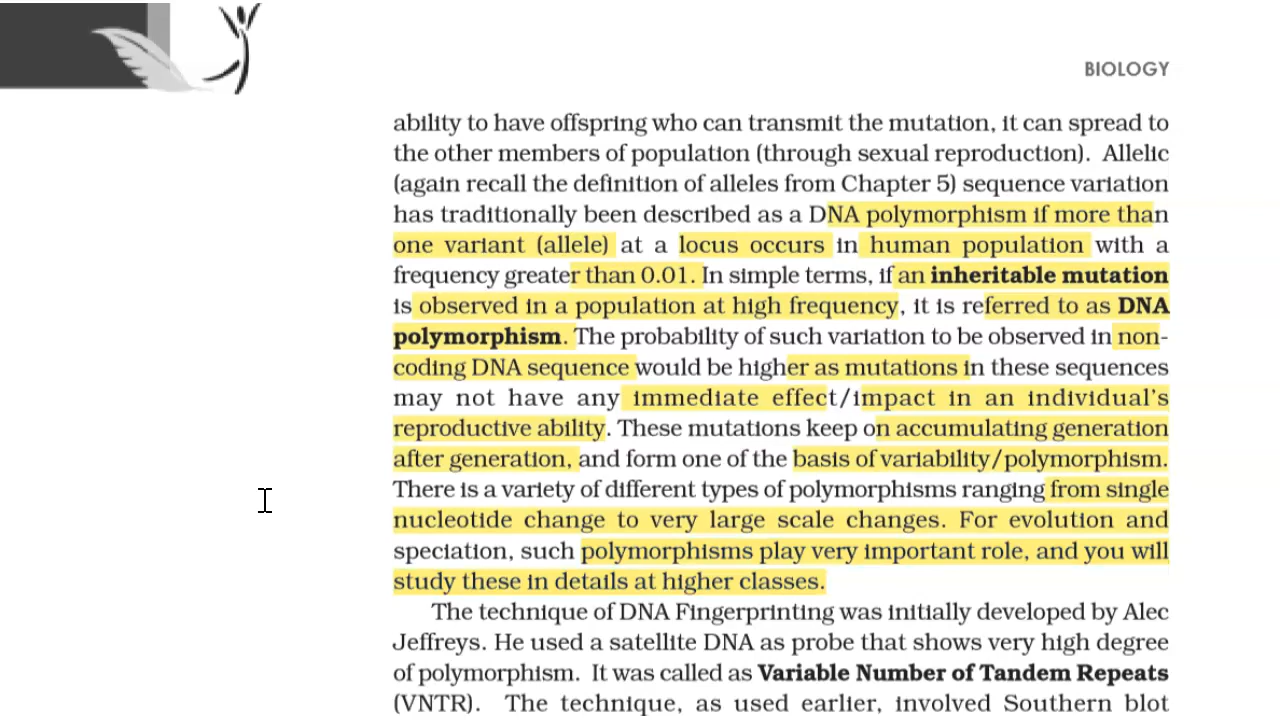 BIOLOGY
ability to have offspring who can transmit the mutation, it can spread to
the other members of population (through sexual reproduction). Allelic
(again recall the definition of alleles from Chapter 5) sequence variation
has traditionally been described as a DNA polymorphism if more than
one variant (allele) at a locus occurs in human population with a
frequency greater than 0.01. In simple terms, if an inheritable mutation
is observed in a population at high frequency, it is referred to as DNA
polymorphism. The probability of such variation to be observed in non-
coding DNA sequence would be higher as mutations in these sequences
may not have any immediate effect/impact in an individual's
reproductive ability. These mutations keep on accumulating generation
after generation, and form one of the basis of variability/polymorphism.
There is a variety of different types of polymorphisms ranging from single
nucleotide change to very large scale changes. For evolution and
speciation, such polymorphisms play very important role, and you will
study these in details at higher classes.
The technique of DNA Fingerprinting was initially developed by Alec
Jeffreys. He used a satellite DNA as probe that shows very high degree
of polymorphism. It was called as Variable Number of Tandem Repeats
(VNTR). The technique, as used earlier, involved Southern blot